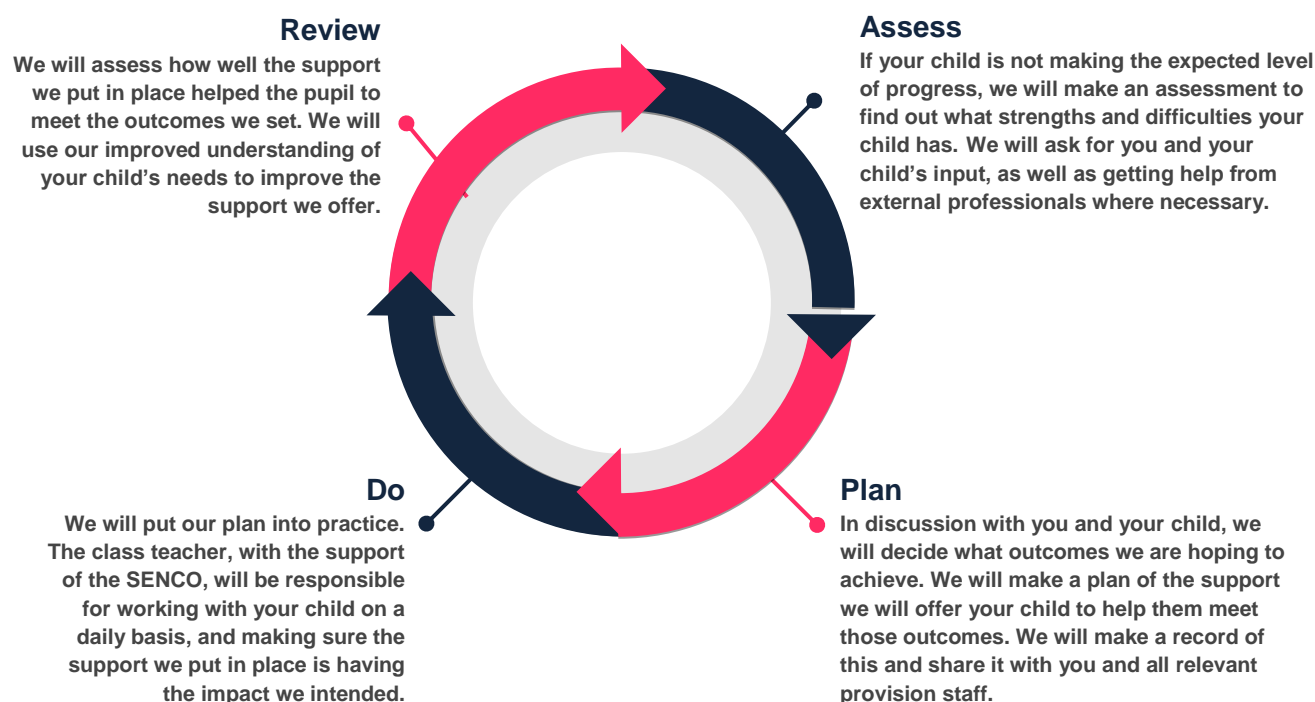 Review
We will assess how well the support
we put in place helped the pupil to
meet the outcomes we set. We will
use our improved understanding of
your child’s needs to improve the
support we offer.
Assess
If your child is not making the expected level
of progress, we will make an assessment to
find out what strengths and difficulties your
child has. We will ask for you and your
child’s input, as well as getting help from
external professionals where necessary.
Do
We will put our plan into practice.
The class teacher, with the support
of the SENCO, will be responsible
for working with your child on a
daily basis, and making sure the
support we put in place is having
the impact we intended.
Plan
In discussion with you and your child, we
will decide what outcomes we are hoping to
achieve. We will make a plan of the support
we will offer your child to help them meet
those outcomes. We will make a record of
this and share it with you and all relevant
provision staff.